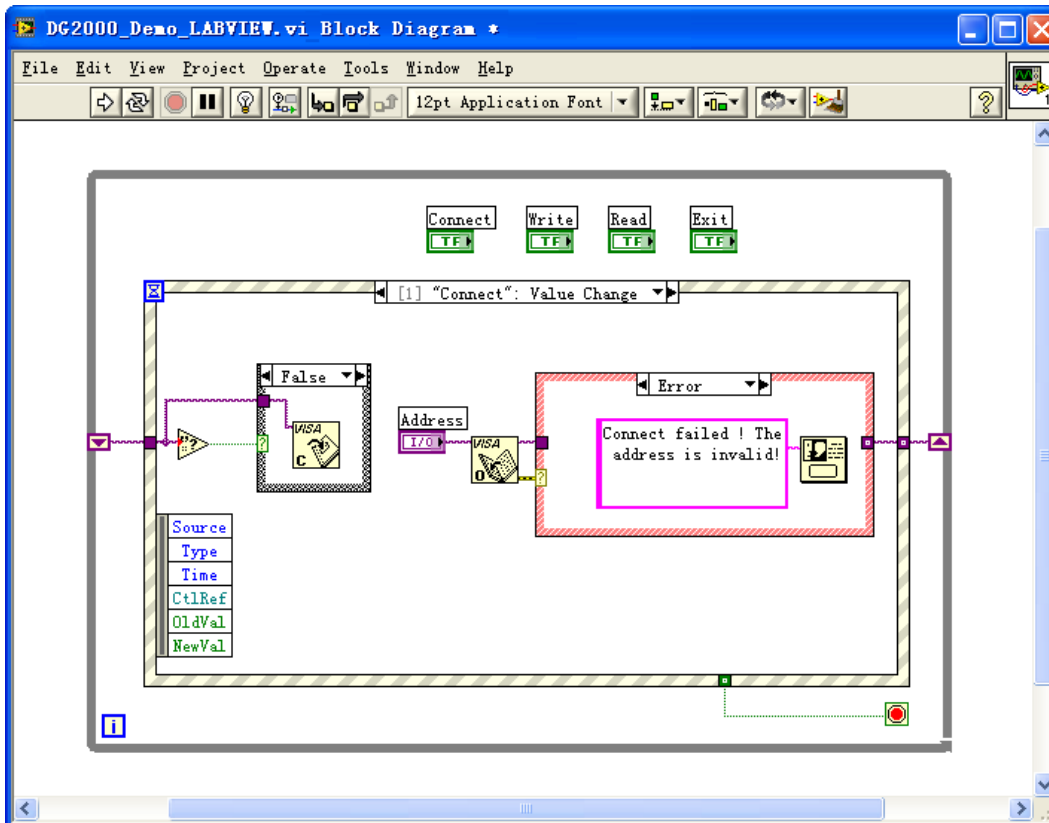 DG2000_Demo_LABVIEW.vi Block Diagram *
File Edit View Project Operate Tools Window Help
12pt Application Font
?
1
Connect Write Read Exit
TF TF TF TF
[1] "Connect": Value Change
False
Error
Address
I/O
Connect failed ! The
address is invalid!
VISA
C
VISA
O
?
?
?
Source
Type
Time
CtlRef
OldVal
NewVal
i